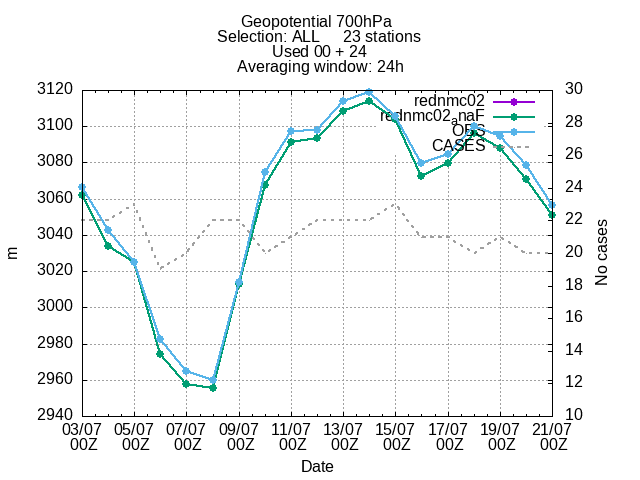 Geopotential 700hPa
Selection: ALL 23 stations
Used 00 + 24
Averaging window: 24h
3120
3100
3080
3060
3040
3020
3000
2980
2960
2940
m
30
28
26
24
22
20
18
16
14
12
10
No cases
rednmc02
rednmc02anaF
OBS
CASES
03/07 05/07 07/07 09/07 11/07 13/07 15/07 17/07 19/07 21/07
00Z 00Z 00Z 00Z 00Z 00Z 00Z 00Z 00Z 00Z
Date